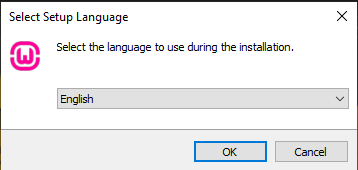 Select Setup Language
Select the language to use during the installation.
English
OK
Cancel